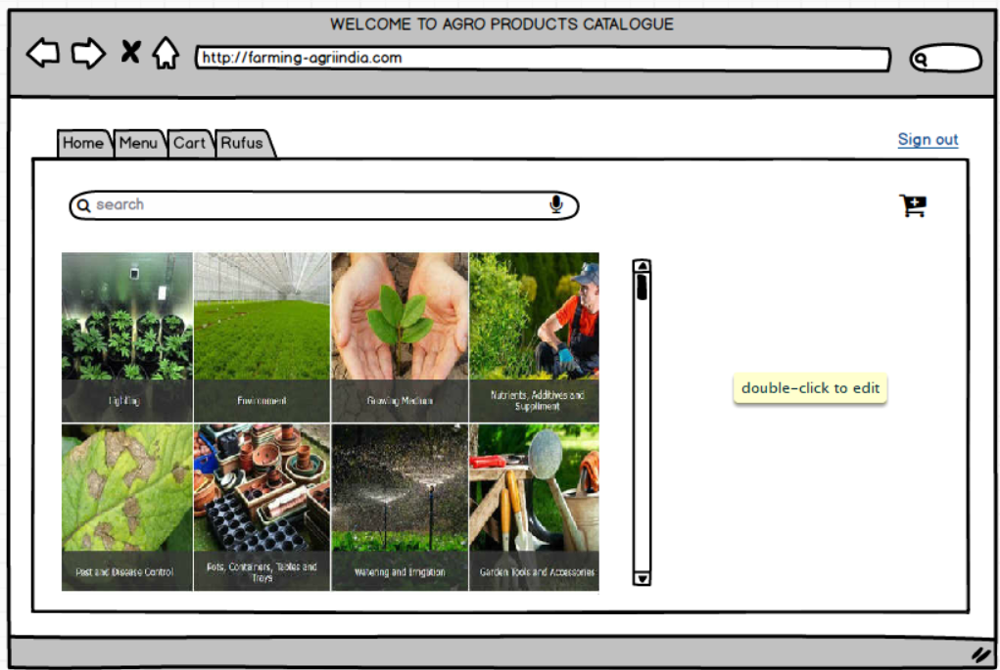 WELCOME TO AGRO PRODUCTS CATALOGUE
http://farming-agriindia.com
Home Menu Cart Rufus
Sign out
search
Lighting
Environment
Growing Medium
Nutrients, Additives and
Suppliment
double-click to edit
Pest and Disease Control
Pots, Containers, Tables and
Trays
Watering and Irrigation
Garden Tools and Accessories